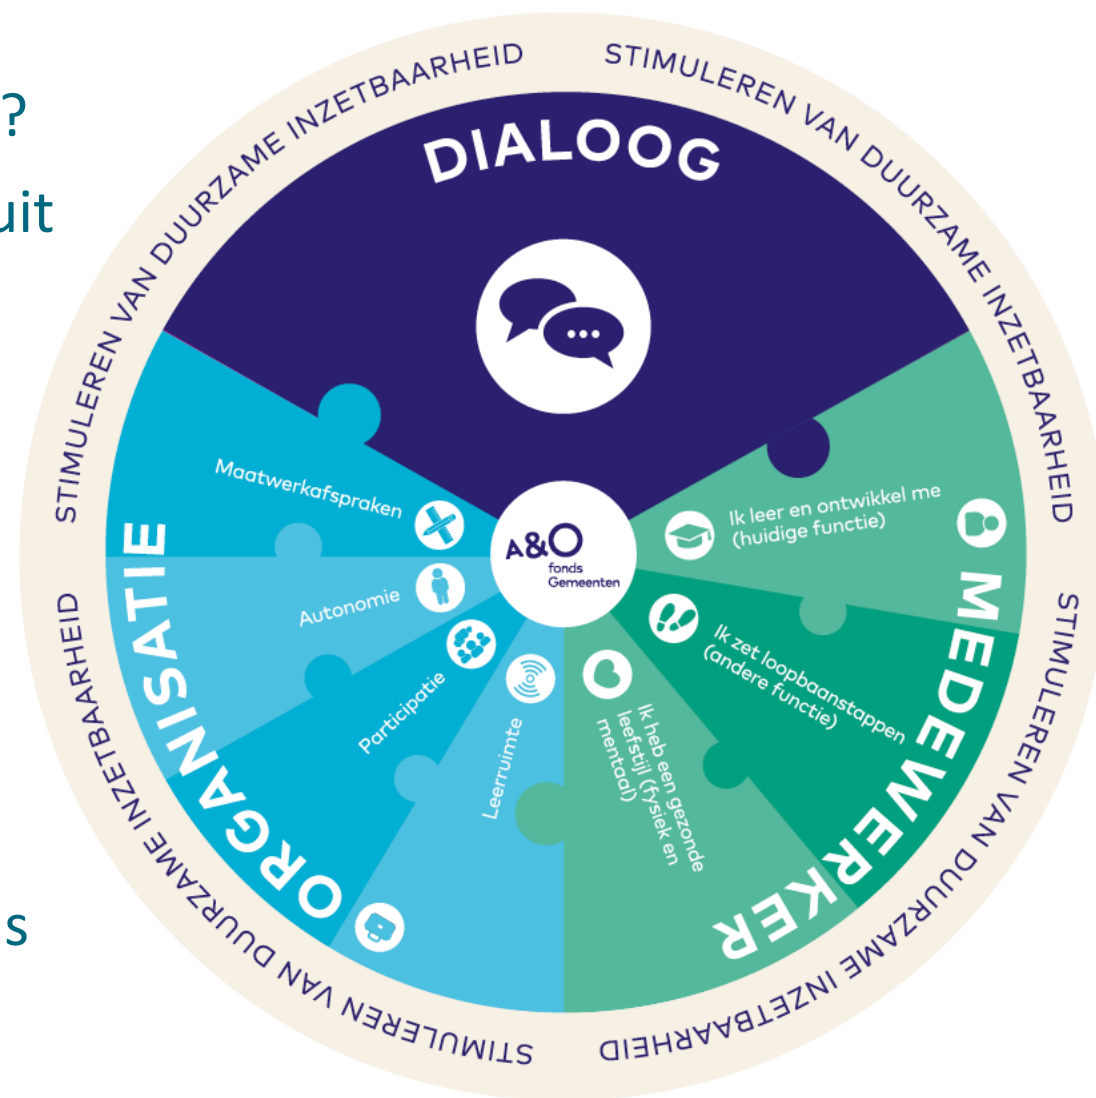 ?
uit
s
STIMULEREN VAN DUURZAME INZETBAARHEID
STIMULEREN VAN DUURZAME INZETBAARHEID
STIMULEREN VAN DUURZAME INZETBAARHEID
STIMULEREN VAN DUURZAME INZETBAARHEID
DIALOOG
A&O
fonds
Gemeenten
MEDEWERKER
Ik leer en ontwikkel me
(huidige functie)
Ik zet loopbaanstappen
(andere functie)
Ik heb een gezonde
leefstijl (fysiek en
mentaal)
ORGANISATIE
Maatwerkafspraken
Autonomie
Participatie
Leerruimte